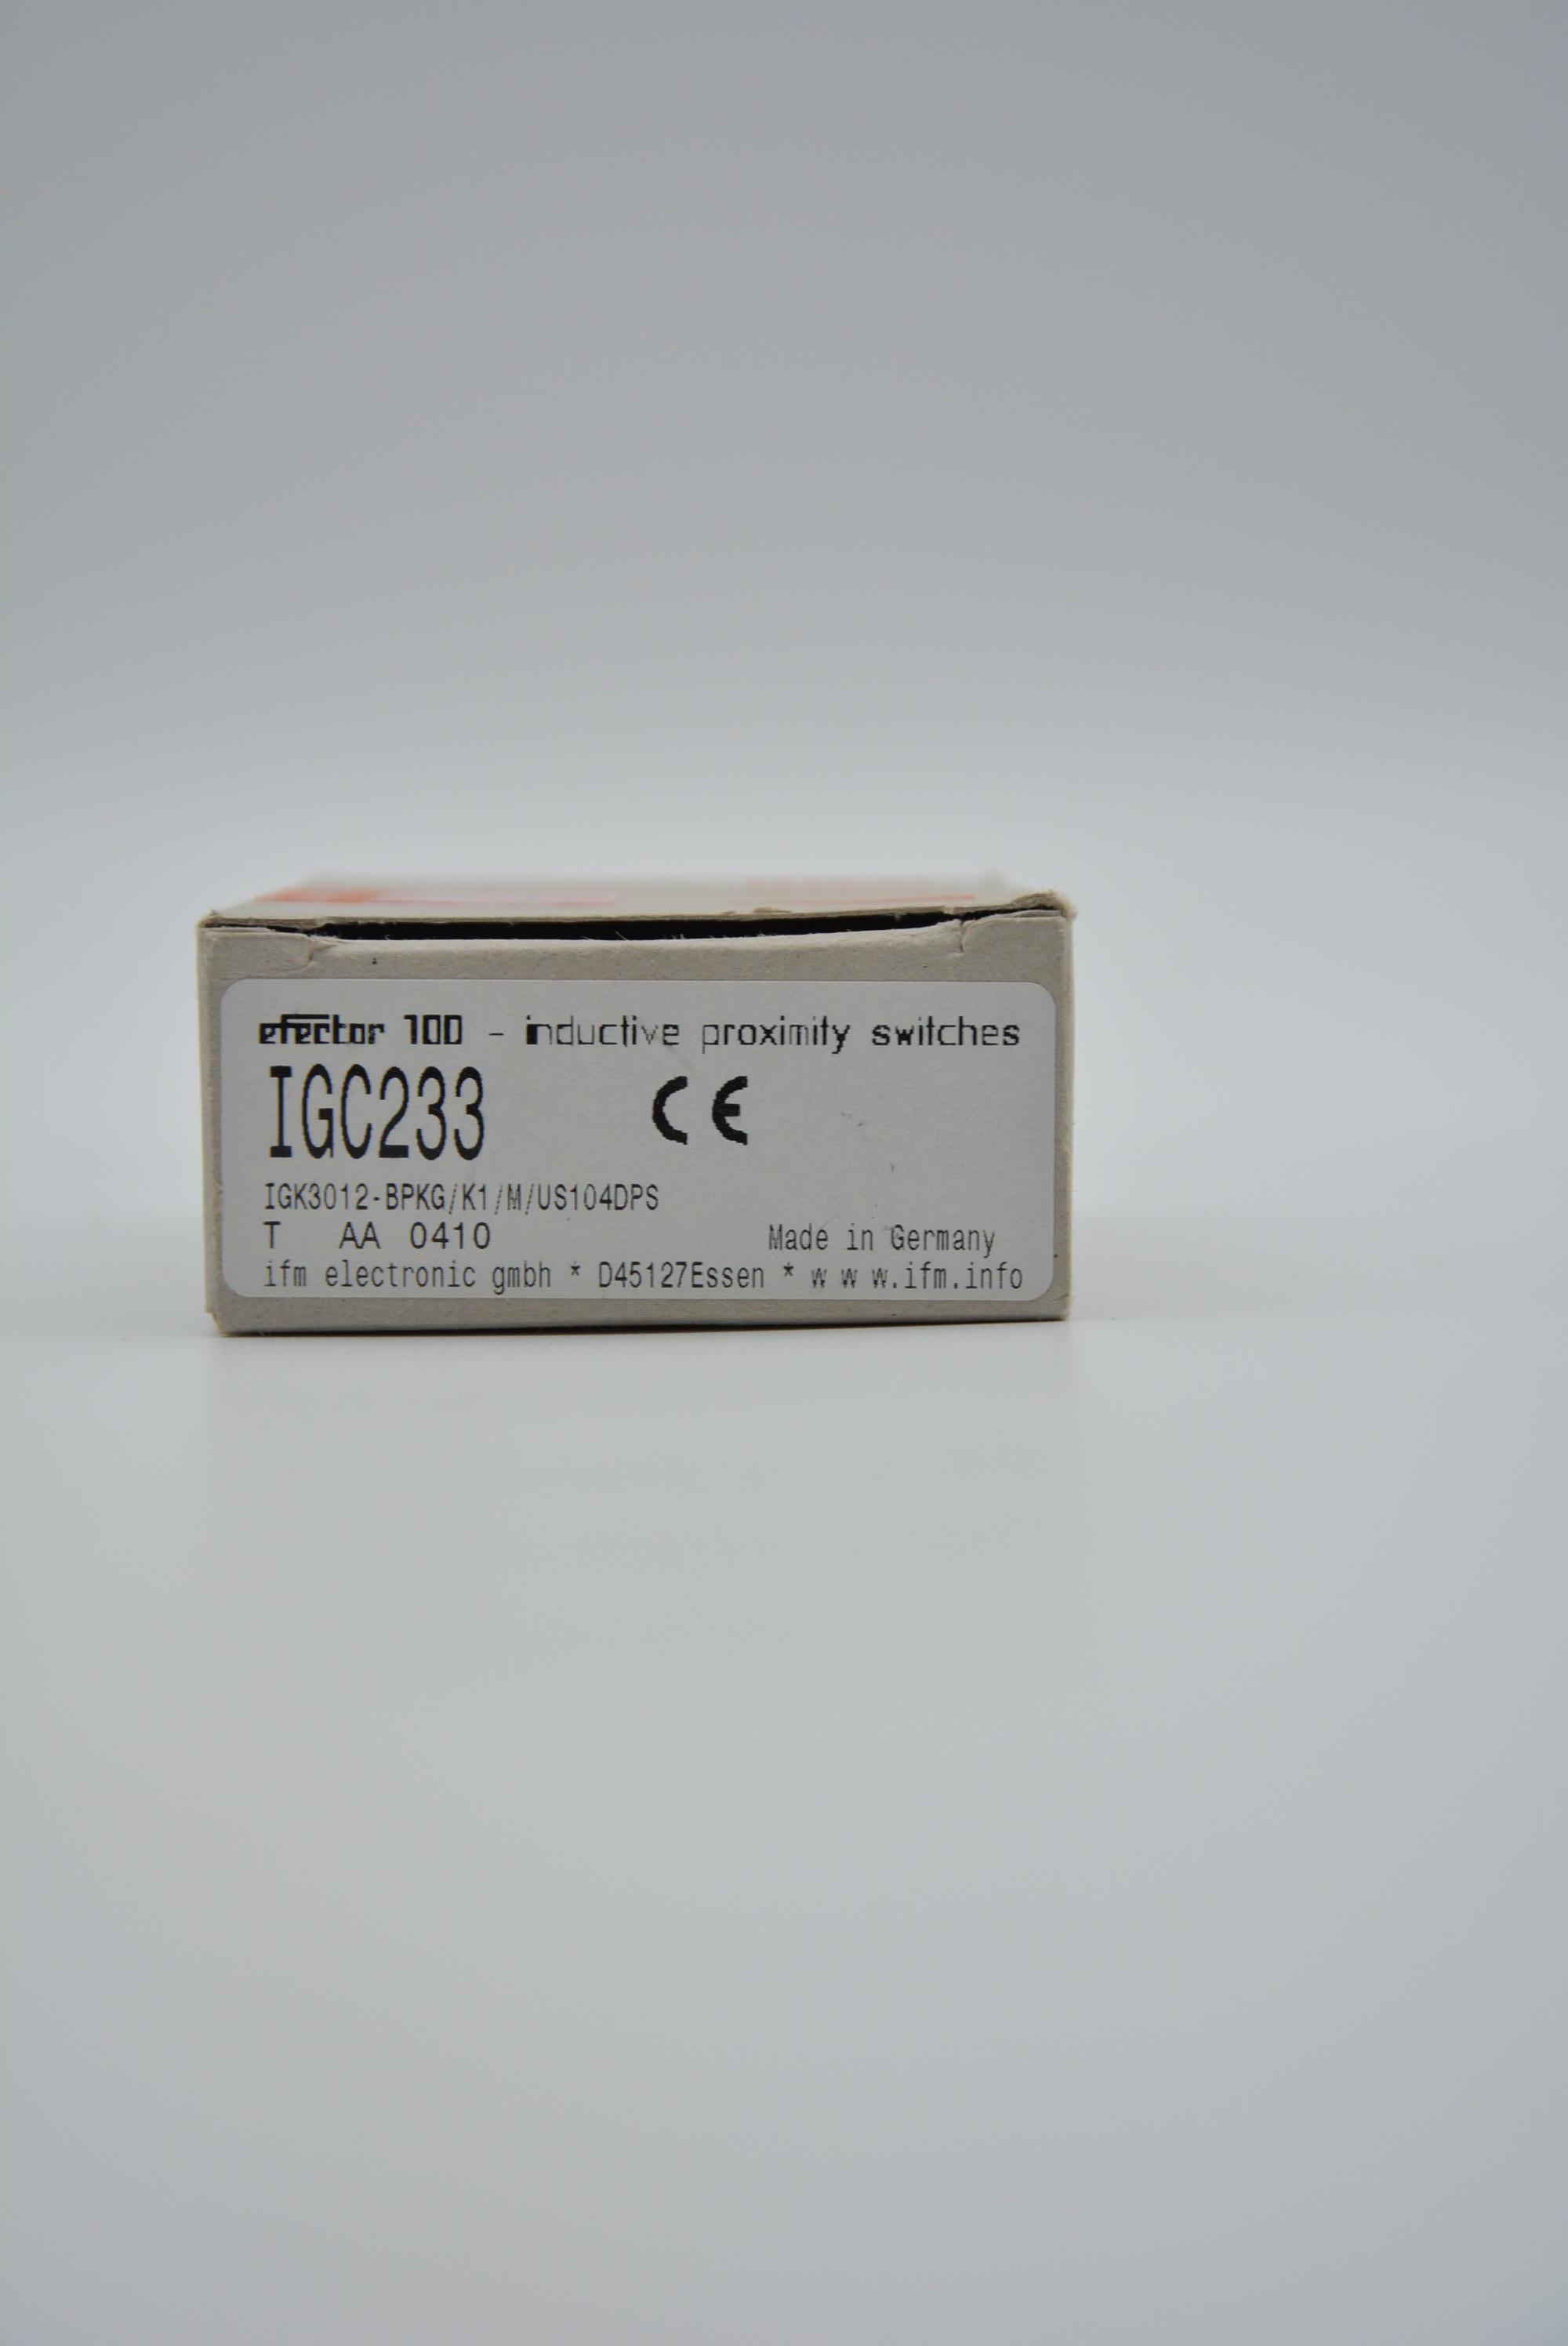 efector 100 - inductive proximity switches
IGC233 CE
IGK3012-BPKG/K1/M/US104DPS
T AA 0410 Made in Germany
ifm electronic gmbh * D45127Essen * w w w.ifm.info